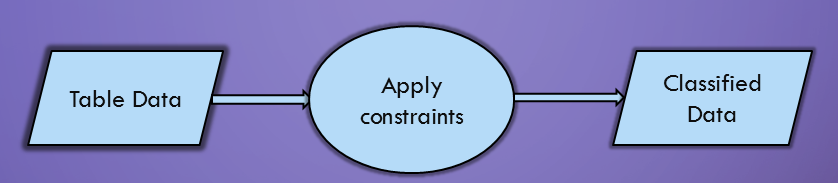 Table Data
Apply
constraints
Classified
Data